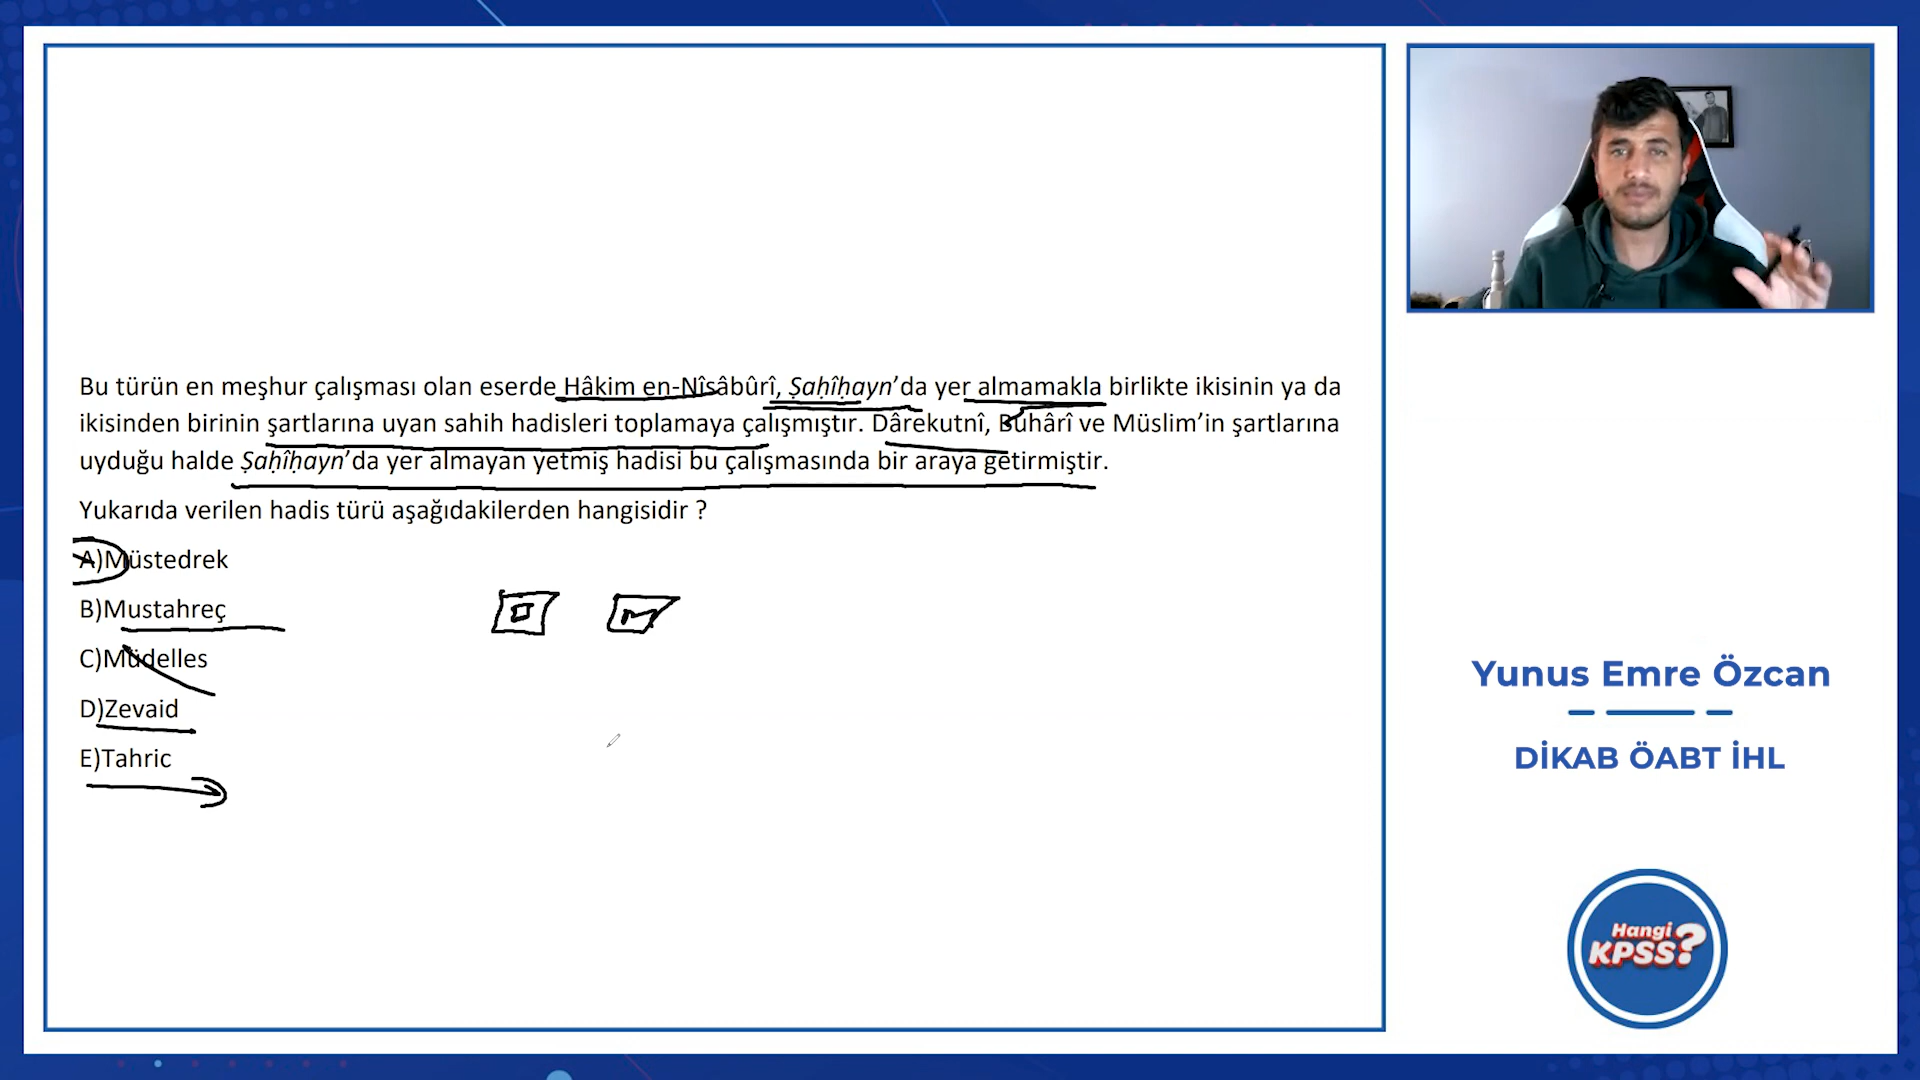 Bu türün en meşhur çalışması olan eserde Hâkim en-Nîsâbûrî, Ṣaḥîḥayn’da yer almamakla birlikte ikisinin ya da
ikisinden birinin şartlarına uyan sahih hadisleri toplamaya çalışmıştır. Dârekutnî, Buhârî ve Müslim’in şartlarına
uyduğu halde Ṣaḥîḥayn’da yer almayan yetmiş hadisi bu çalışmasında bir araya getirmiştir.
Yukarıda verilen hadis türü aşağıdakilerden hangisidir ?
A)Müstedrek
B)Mustahreç
C)Müdelles
D)Zevaid
E)Tahric
Yunus Emre Özcan
DİKAB ÖABT İHL
Hangi
KPSS?